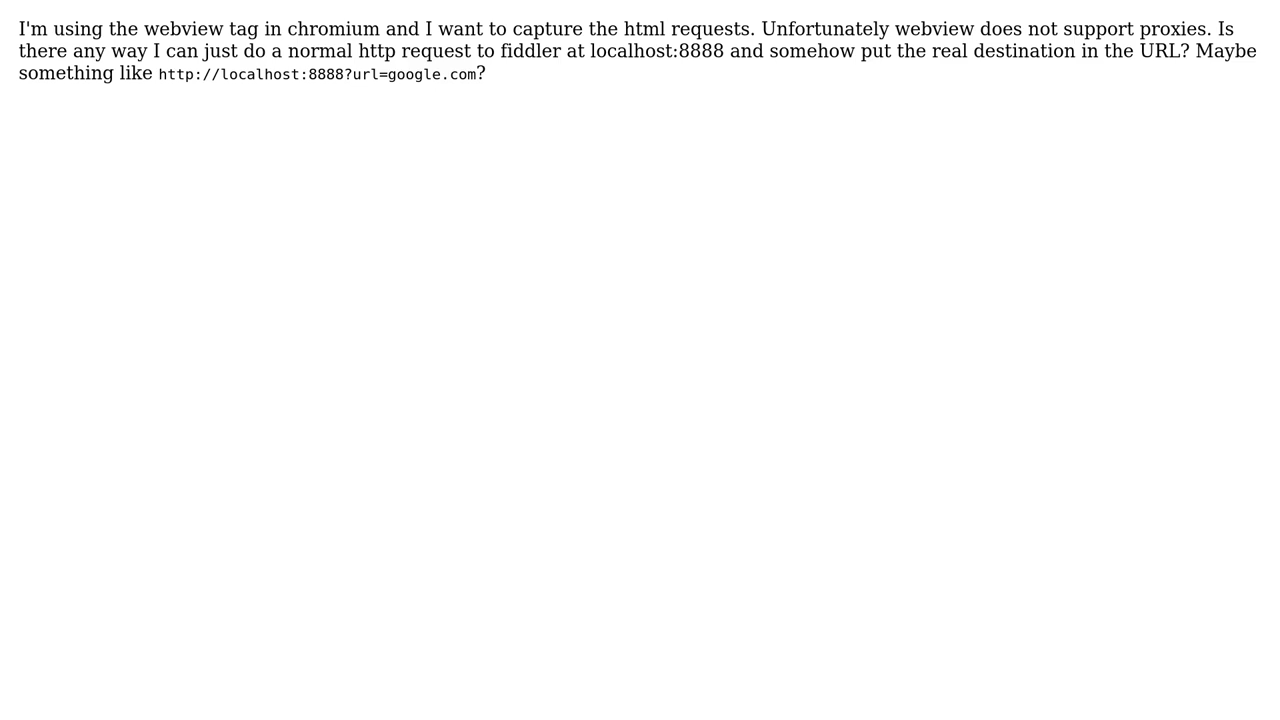 I'm using the webview tag in chromium and I want to capture the html requests. Unfortunately webview does not support proxies. Is
there any way I can just do a normal http request to fiddler at localhost:8888 and somehow put the real destination in the URL? Maybe
something like http://localhost:8888?url=google.com?